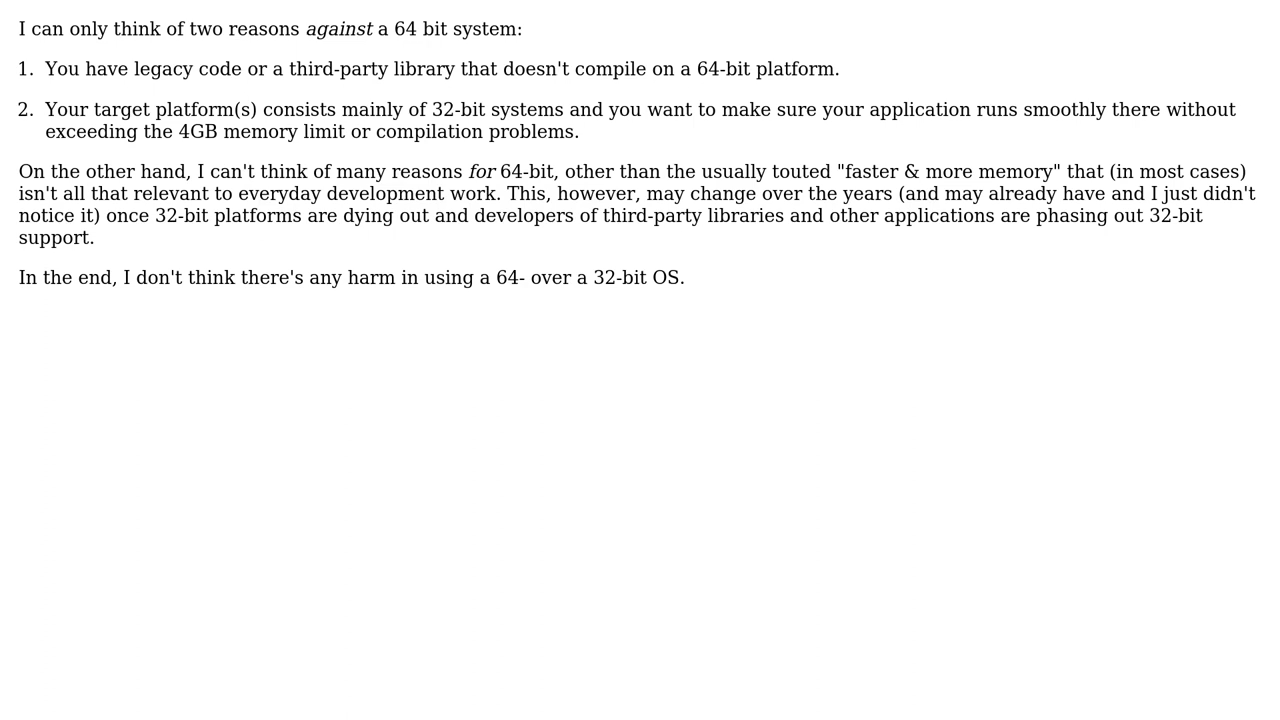 I can only think of two reasons against a 64 bit system:
1. You have legacy code or a third-party library that doesn't compile on a 64-bit platform.
2. Your target platform(s) consists mainly of 32-bit systems and you want to make sure your application runs smoothly there without
exceeding the 4GB memory limit or compilation problems.
On the other hand, I can't think of many reasons for 64-bit, other than the usually touted "faster & more memory" that (in most cases)
isn't all that relevant to everyday development work. This, however, may change over the years (and may already have and I just didn't
notice it) once 32-bit platforms are dying out and developers of third-party libraries and other applications are phasing out 32-bit
support.
In the end, I don't think there's any harm in using a 64- over a 32-bit OS.